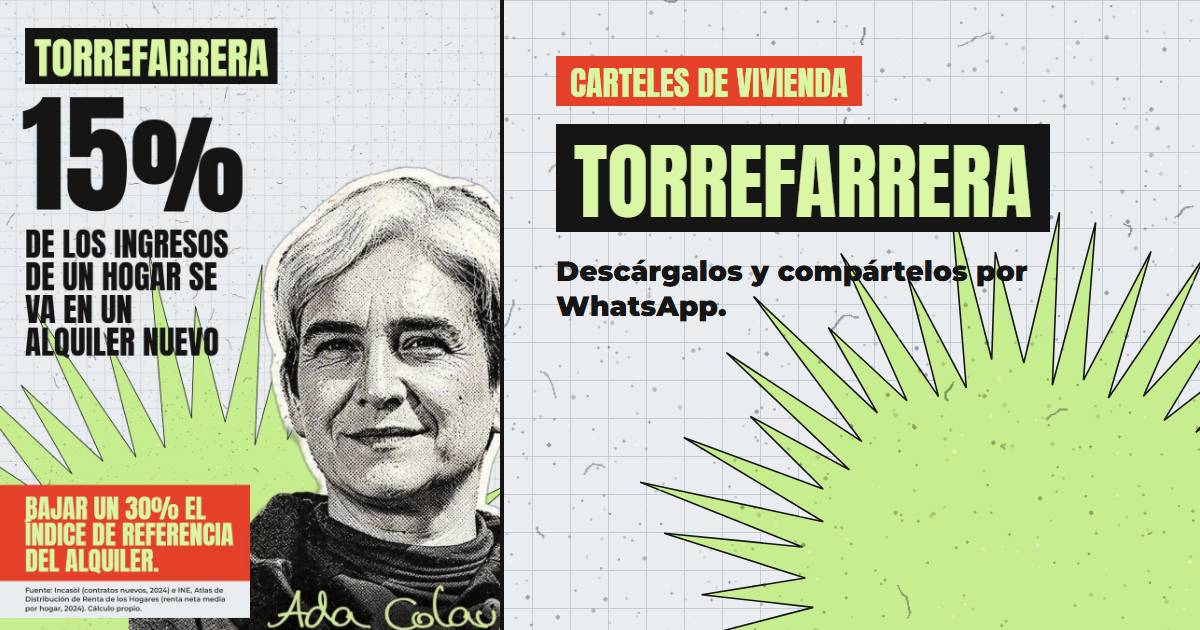 TORREFARRERA
15%
DE LOS INGRESOS
DE UN HOGAR SE
VA EN UN
ALQUILER NUEVO
BAJAR UN 30% EL
ÍNDICE DE REFERENCIA
DEL ALQUILER.
Fuente: Incasòl (contratos nuevos, 2024) e INE, Atlas de
Distribución de Renta de los Hogares (renta neta media
por hogar, 2024). Cálculo propio.
Ada Colau
CARTELES DE VIVIENDA
TORREFARRERA
Descárgalos y compártelos por
WhatsApp.